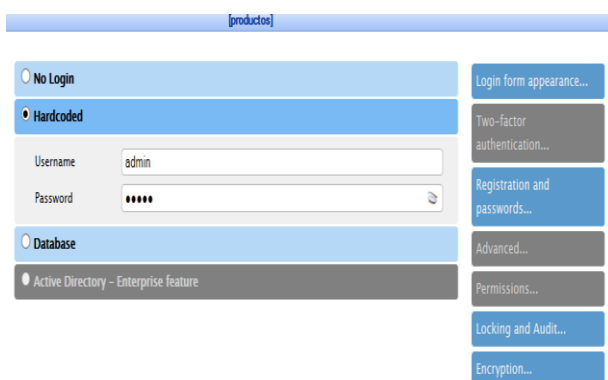 [productos]
No Login
Hardcoded
Username admin
Password •••••
Database
Active Directory - Enterprise feature
Login form appearance...
Two-factor
authentication...
Registration and
passwords...
Advanced...
Permissions...
Locking and Audit...
Encryption...